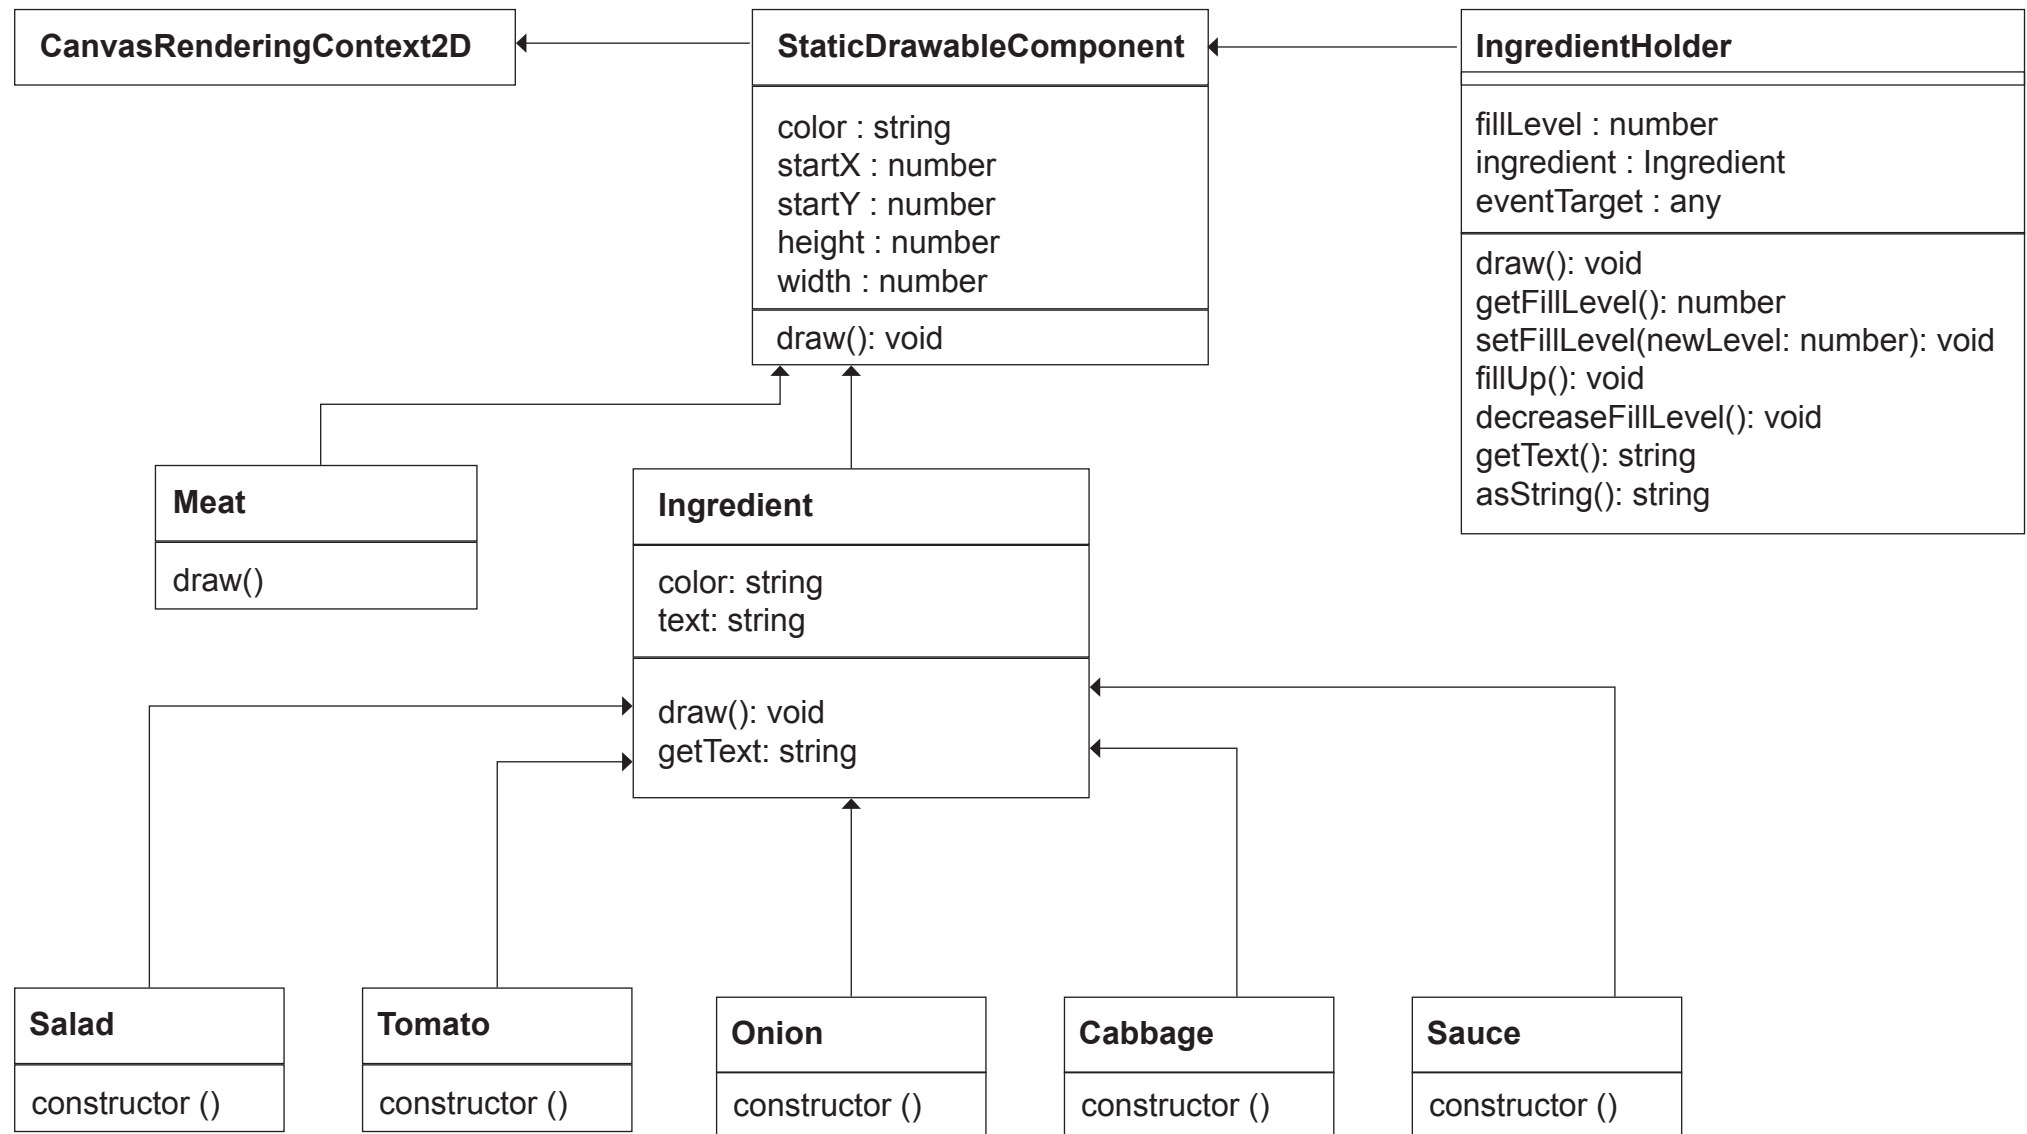 CanvasRenderingContext2D
StaticDrawableComponent
color : string
startX : number
startY : number
height : number
width : number
draw(): void
IngredientHolder
fillLevel : number
ingredient : Ingredient
eventTarget : any
draw(): void
getFillLevel(): number
setFillLevel(newLevel: number): void
fillUp(): void
decreaseFillLevel(): void
getText(): string
asString(): string
Meat
draw()
Ingredient
color: string
text: string
draw(): void
getText: string
Salad
constructor ()
Tomato
constructor ()
Onion
constructor ()
Cabbage
constructor ()
Sauce
constructor ()